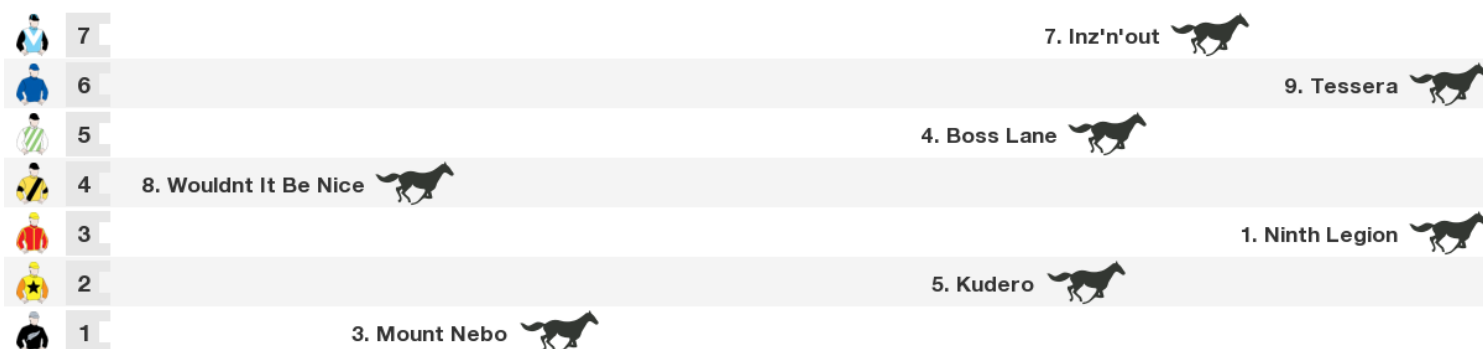 7 7. Inz'n'out
6 9. Tessera
5 4. Boss Lane
4 8. Wouldnt It Be Nice
3 1. Ninth Legion
2 5. Kudero
1 3. Mount Nebo